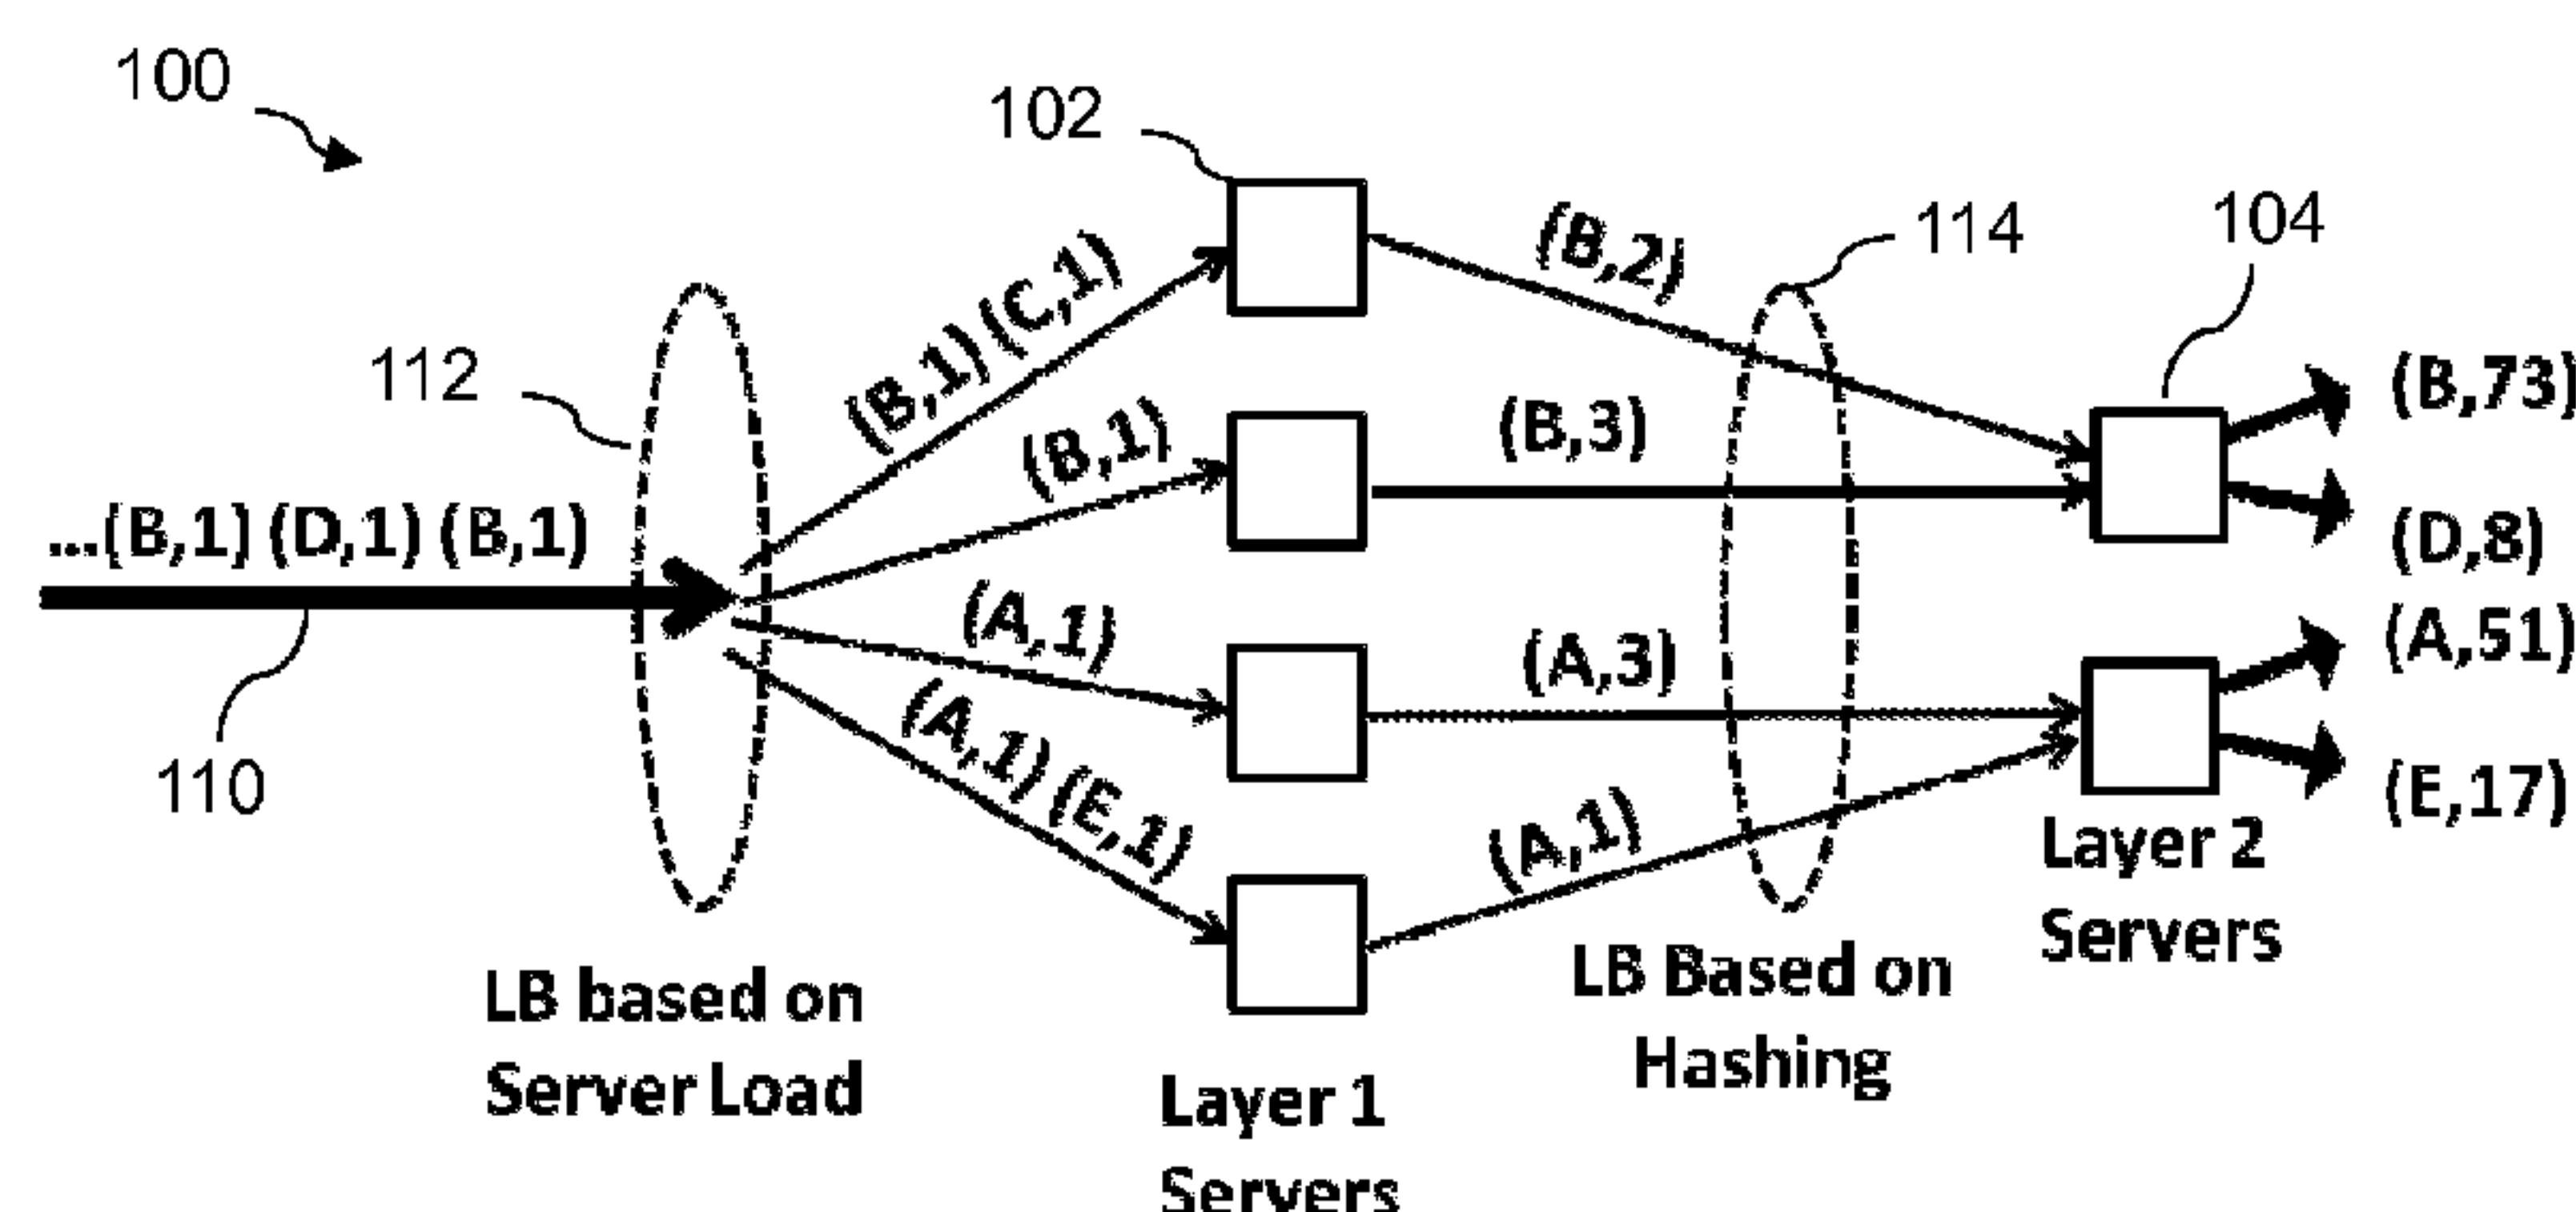 100
102
114
104
112
(B,1) (C,1)
(B,2)
(B,73)
(B,1)
(B,3)
...(B,1) (D,1) (B,1)
(D,8)
(A,1)
(A,3)
(A,51)
110
(A,1) (E,1)
(A,1)
(E,17)
Layer 2
Servers
LB based on
Server Load
LB Based on
Hashing
Layer 1
Servers